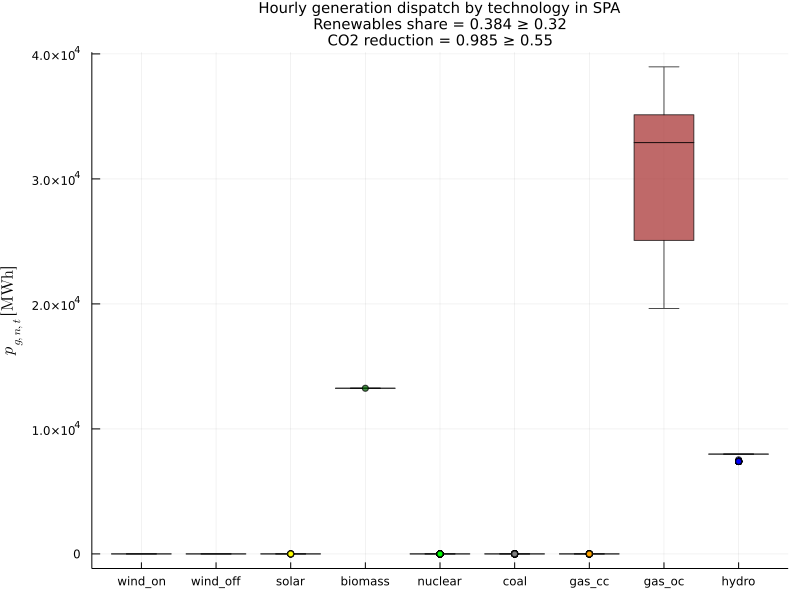 Hourly generation dispatch by technology in SPA
Renewables share = 0.384 ≥ 0.32
CO2 reduction = 0.985 ≥ 0.55
4.0×10⁴
3.0×10⁴
2.0×10⁴
1.0×10⁴
0
p_{g,n,t} [MWh]
wind_on wind_off solar biomass nuclear coal gas_cc gas_oc hydro